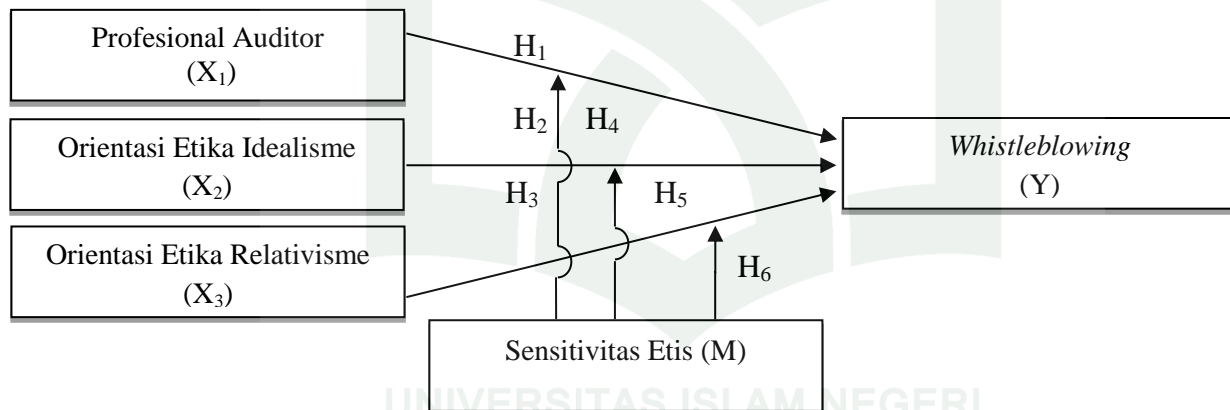 Profesional Auditor
(X₁)
H₁
H₂
H₄
Orientasi Etika Idealisme
(X₂)
Whistleblowing
(Y)
H₃
H₅
Orientasi Etika Relativisme
(X₃)
H₆
Sensitivitas Etis (M)
UNIVERSITAS ISLAM NEGERI